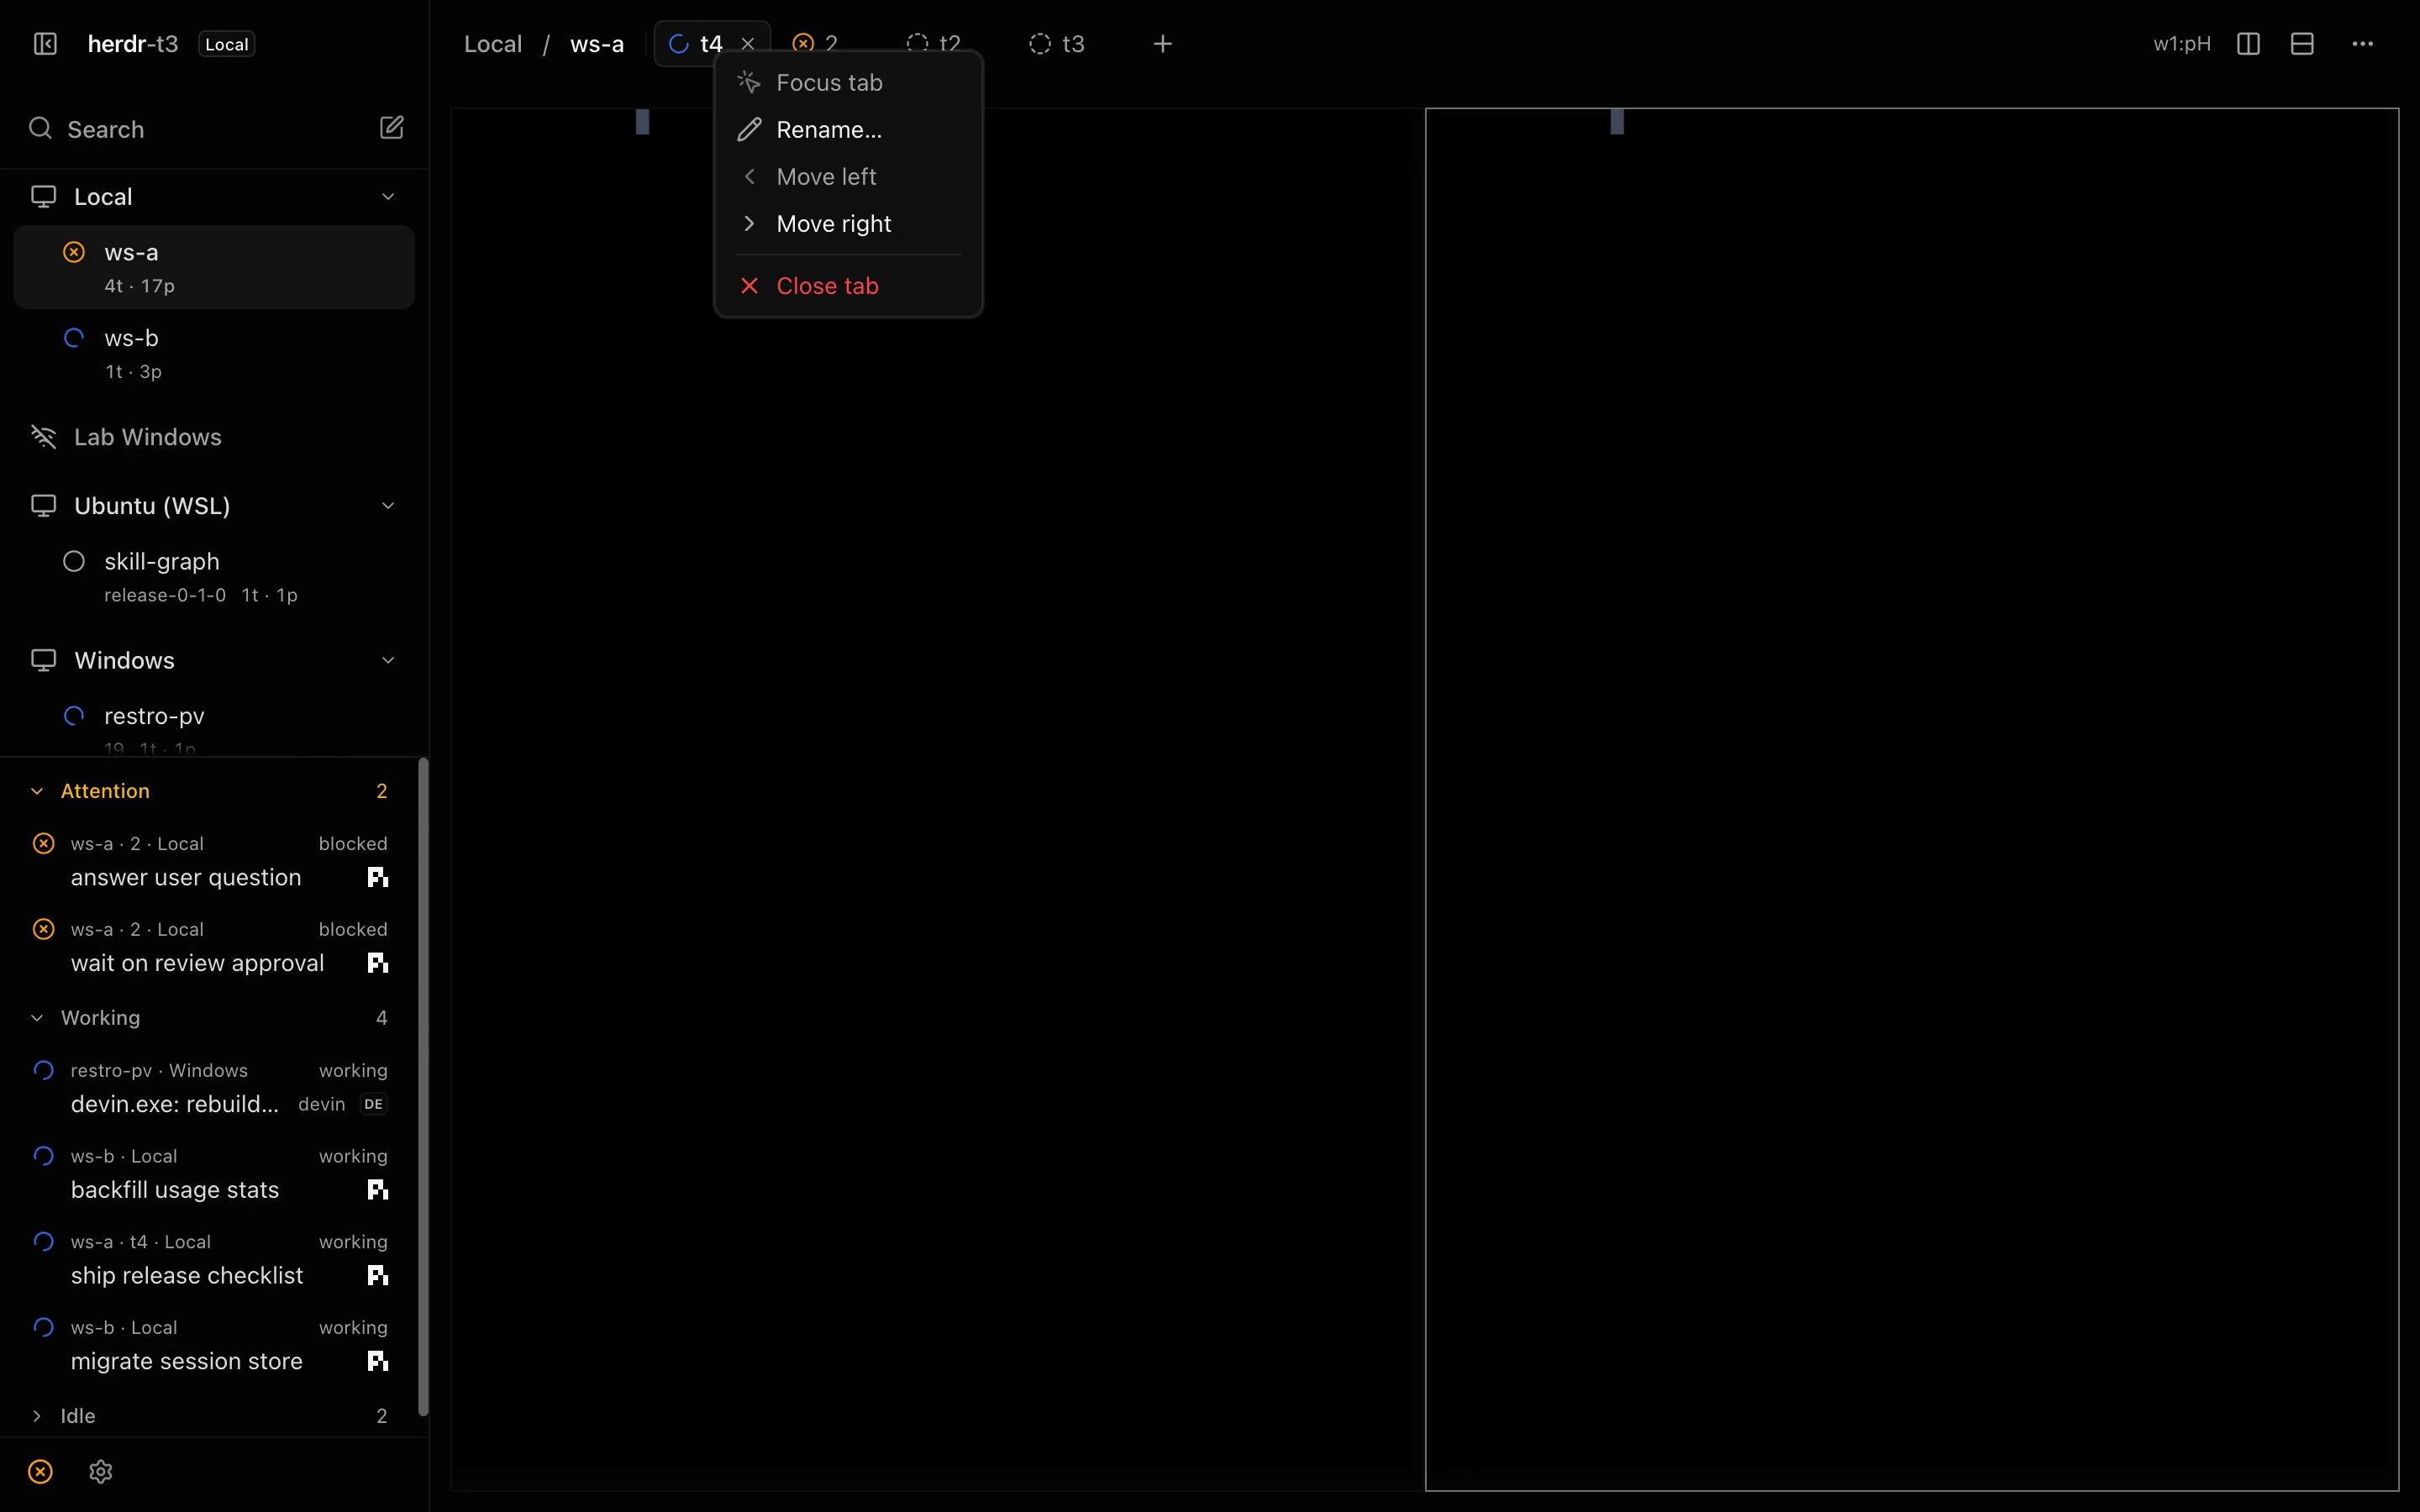 herdr-t3 Local
Local / ws-a t4 2 t2 t3
w1:pH
Focus tab
Rename...
Move left
Move right
Close tab
Search
Local
ws-a
4t · 17p
ws-b
1t · 3p
Lab Windows
Ubuntu (WSL)
skill-graph
release-0-1-0 1t · 1p
Windows
restro-pv
19 1t · 1p
Attention 2
ws-a · 2 · Local blocked
answer user question
ws-a · 2 · Local blocked
wait on review approval
Working 4
restro-pv · Windows working
devin.exe: rebuild... devin DE
ws-b · Local working
backfill usage stats
ws-a · t4 · Local working
ship release checklist
ws-b · Local working
migrate session store
Idle 2